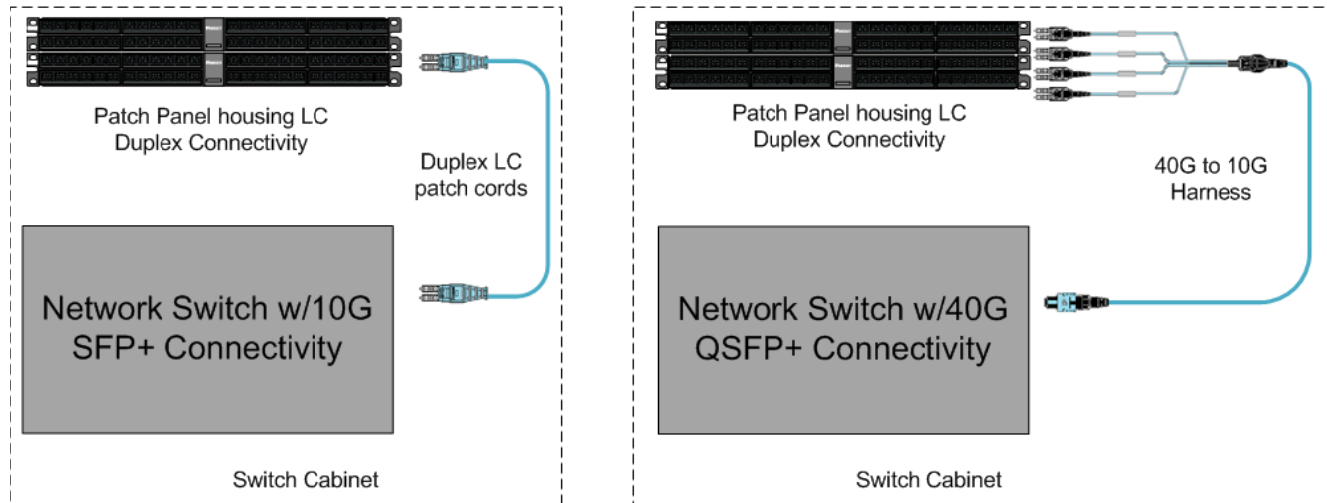 Patch Panel housing LC
Duplex Connectivity
Duplex LC
patch cords
Network Switch w/10G
SFP+ Connectivity
Switch Cabinet
Patch Panel housing LC
Duplex Connectivity
40G to 10G
Harness
Network Switch w/40G
QSFP+ Connectivity
Switch Cabinet